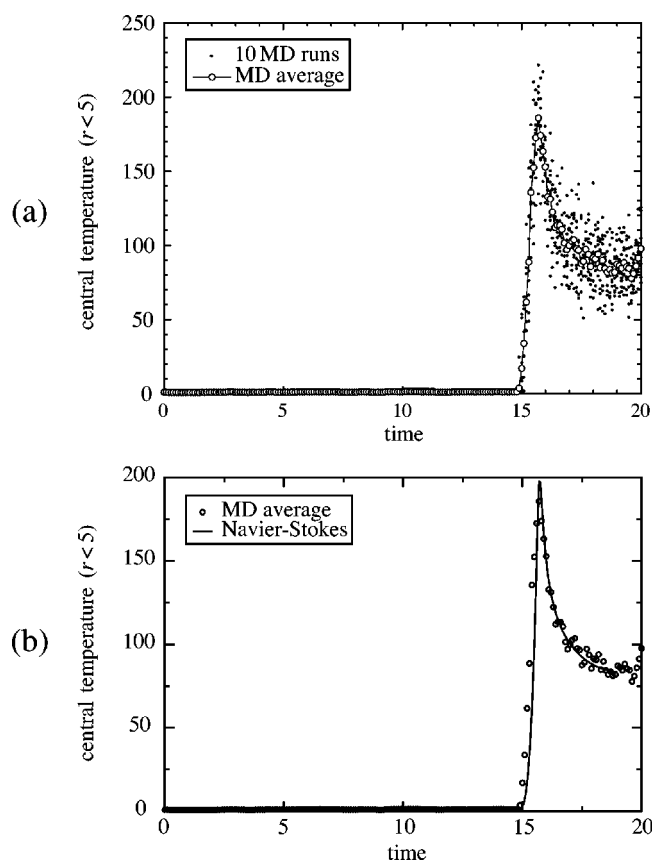 (a)
central temperature (r < 5)
250
200
150
100
50
0
10 MD runs
MD average
0 5 10 15 20
time
(b)
central temperature (r < 5)
200
150
100
50
0
MD average
Navier-Stokes
0 5 10 15 20
time